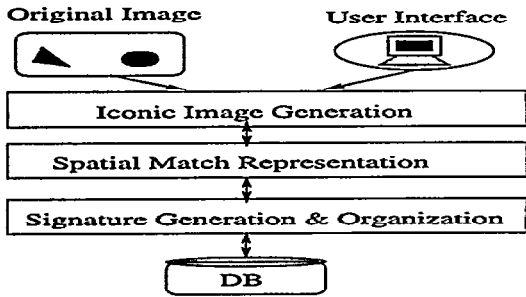 Original Image
User Interface
Iconic Image Generation
Spatial Match Representation
Signature Generation & Organization
DB